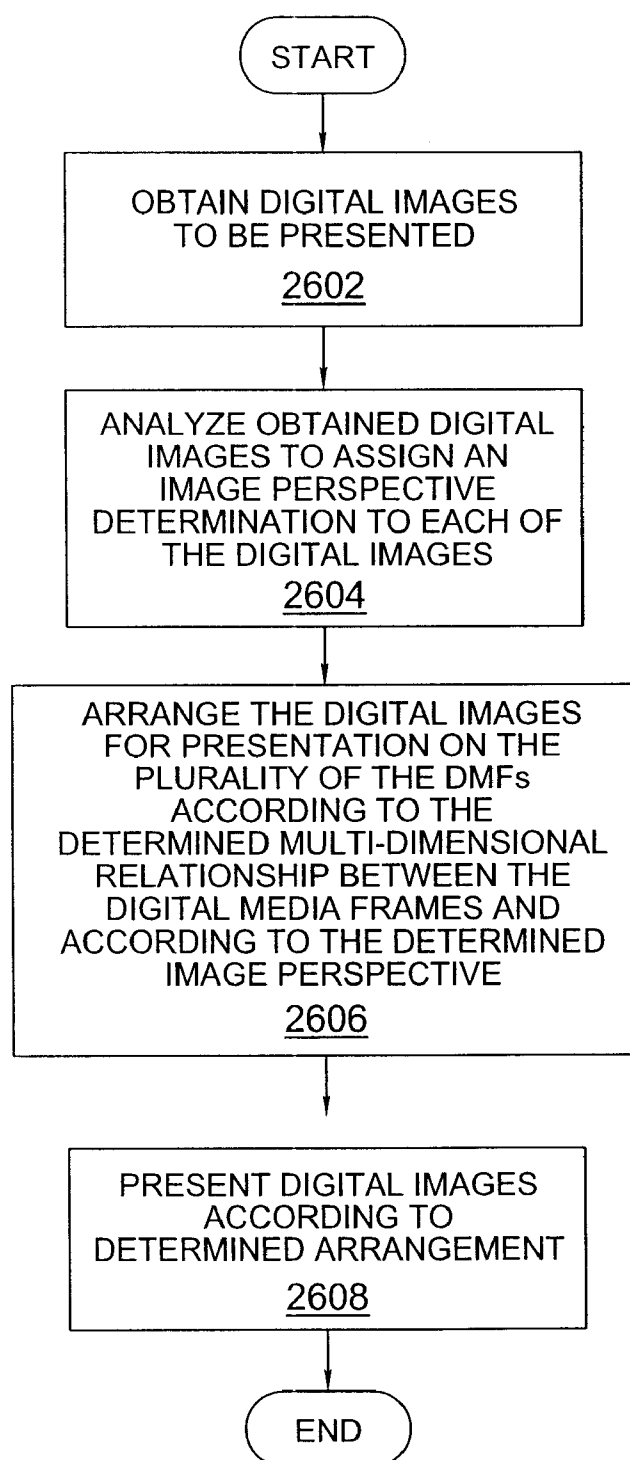 START
OBTAIN DIGITAL IMAGES
TO BE PRESENTED
2602
ANALYZE OBTAINED DIGITAL
IMAGES TO ASSIGN AN
IMAGE PERSPECTIVE
DETERMINATION TO EACH OF
THE DIGITAL IMAGES
2604
ARRANGE THE DIGITAL IMAGES
FOR PRESENTATION ON THE
PLURALITY OF THE DMFs
ACCORDING TO THE
DETERMINED MULTI-DIMENSIONAL
RELATIONSHIP BETWEEN THE
DIGITAL MEDIA FRAMES AND
ACCORDING TO THE DETERMINED
IMAGE PERSPECTIVE
2606
PRESENT DIGITAL IMAGES
ACCORDING TO
DETERMINED ARRANGEMENT
2608
END